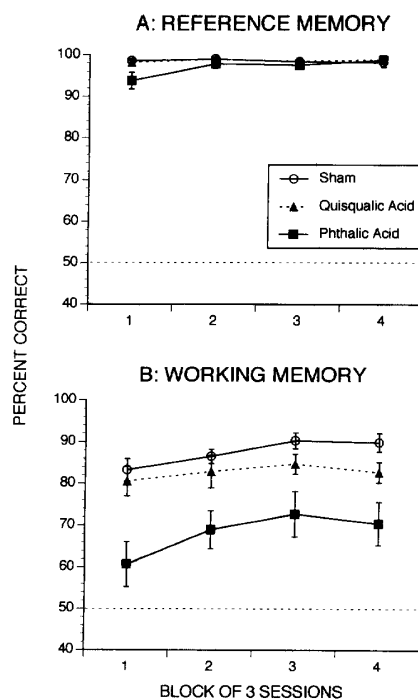 A: REFERENCE MEMORY
100
90
80
70
60
50
40
Sham
Quisqualic Acid
Phthalic Acid
1 2 3 4
PERCENT CORRECT
B: WORKING MEMORY
100
90
80
70
60
50
40
1 2 3 4
BLOCK OF 3 SESSIONS